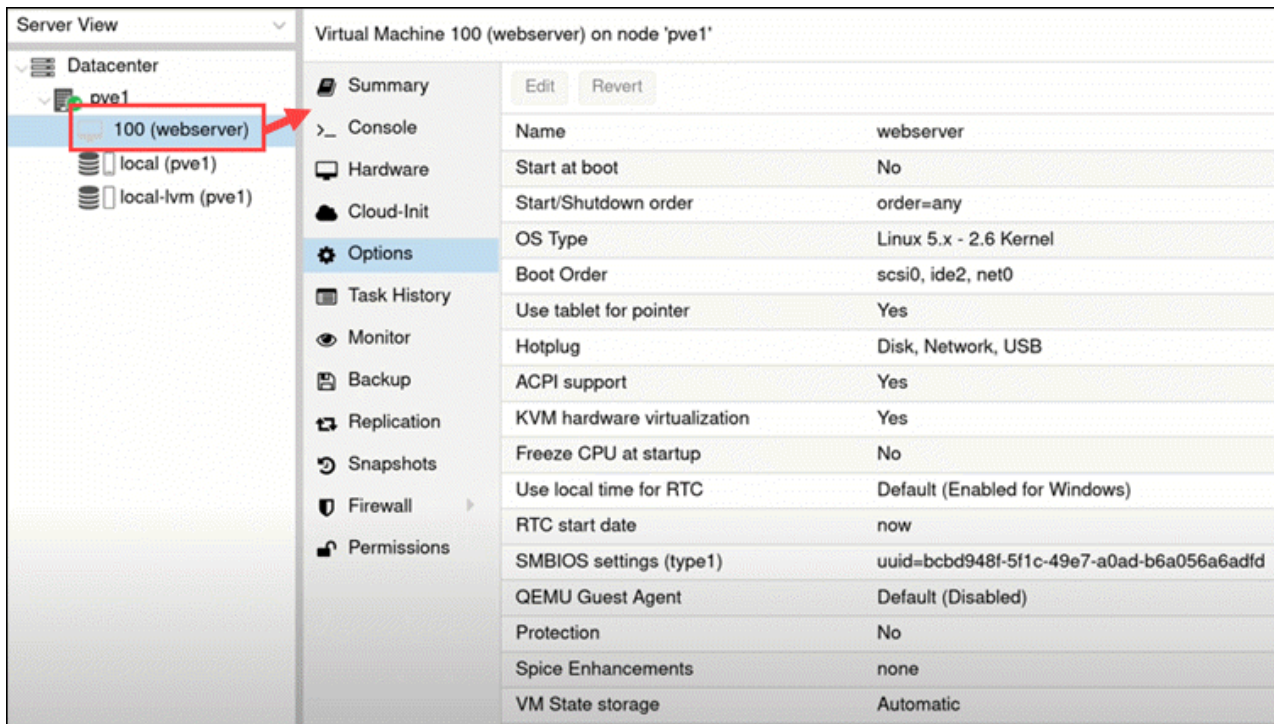 Server View
Datacenter
pve1
100 (webserver)
local (pve1)
local-lvm (pve1)
Virtual Machine 100 (webserver) on node 'pve1'
Summary
Console
Hardware
Cloud-Init
Options
Task History
Monitor
Backup
Replication
Snapshots
Firewall
Permissions
Edit Revert
Name webserver
Start at boot No
Start/Shutdown order order=any
OS Type Linux 5.x - 2.6 Kernel
Boot Order scsi0, ide2, net0
Use tablet for pointer Yes
Hotplug Disk, Network, USB
ACPI support Yes
KVM hardware virtualization Yes
Freeze CPU at startup No
Use local time for RTC Default (Enabled for Windows)
RTC start date now
SMBIOS settings (type1) uuid=bcbd948f-5f1c-49e7-a0ad-b6a056a6adfd
QEMU Guest Agent Default (Disabled)
Protection No
Spice Enhancements none
VM State storage Automatic